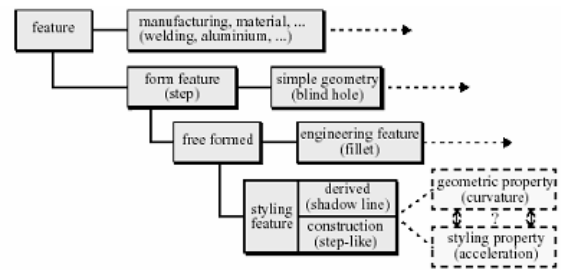 feature
manufacturing, material, ...
(welding, aluminium, ...)
form feature
(step)
simple geometry
(blind hole)
free formed
engineering feature
(fillet)
styling
feature
derived
(shadow line)
construction
(step-like)
geometric property
(curvature)
?
styling property
(acceleration)